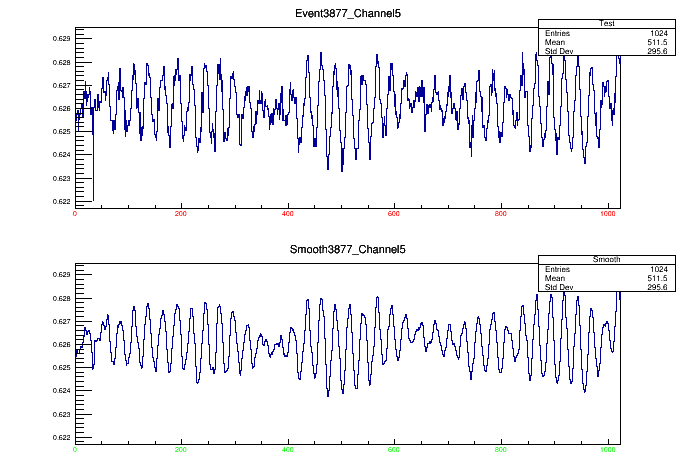 Event3877_Channel5
Test
Entries 1024
Mean 511.5
Std Dev 295.6
0.629
0.628
0.627
0.626
0.625
0.624
0.623
0.622
0 200 400 600 800 1000
Smooth3877_Channel5
Smooth
Entries 1024
Mean 511.5
Std Dev 295.6
0.629
0.628
0.627
0.626
0.625
0.624
0.623
0.622
0 200 400 600 800 1000